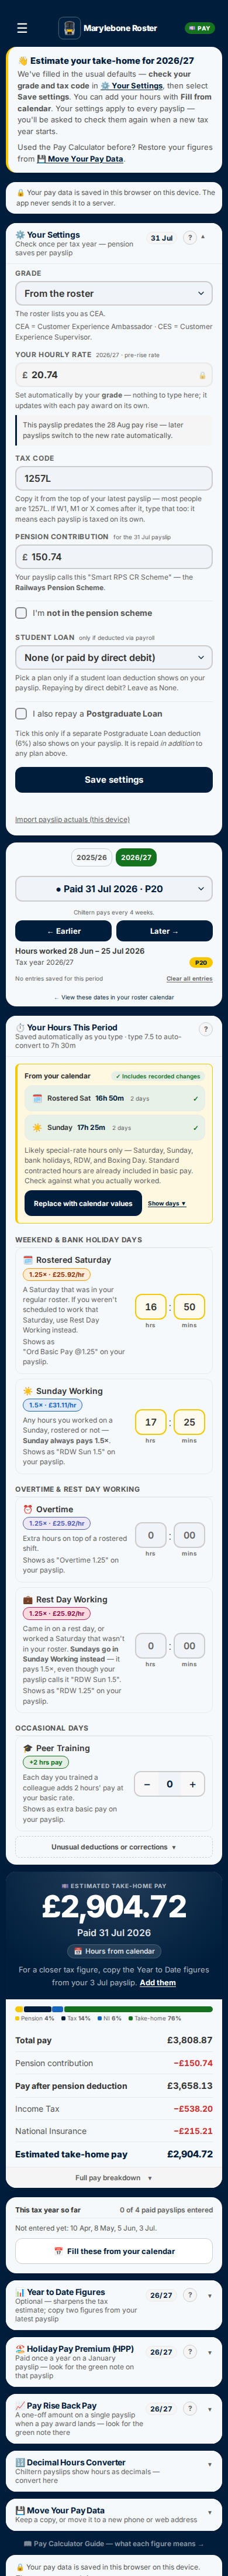 ☰ Marylebone Roster PAY
👋 Estimate your take-home for 2026/27
We've filled in the usual defaults — check your
grade and tax code in ⚙️ Your Settings, then select
Save settings. You can add your hours with Fill from
calendar. Your settings apply to every payslip —
you'll be asked to check them again when a new tax
year starts.
Used the Pay Calculator before? Restore your figures
from 💾 Move Your Pay Data.
🔒 Your pay data is saved in this browser on this device. The
app never sends it to a server.
⚙️ Your Settings
Check once per tax year — pension
saves per payslip
31 Jul ? ▲
GRADE
From the roster
The roster lists you as CEA.
CEA = Customer Experience Ambassador · CES = Customer
Experience Supervisor.
YOUR HOURLY RATE 2026/27 · pre-rise rate
£ 20.74
Set automatically by your grade — nothing to type here; it
updates with each pay award on its own.
This payslip predates the 28 Aug pay rise — later
payslips switch to the new rate automatically.
TAX CODE
1257L
Copy it from the top of your latest payslip — most people
are 1257L. If W1, M1 or X comes after it, type that too: it
means each payslip is taxed on its own.
PENSION CONTRIBUTION for the 31 Jul payslip
£ 150.74
Your payslip calls this "Smart RPS CR Scheme" — the
Railways Pension Scheme.
I'm not in the pension scheme
STUDENT LOAN only if deducted via payroll
None (or paid by direct debit)
Pick a plan only if a student loan deduction shows on your
payslip. Repaying by direct debit? Leave as None.
I also repay a Postgraduate Loan
Tick this only if a separate Postgraduate Loan deduction
(6%) also shows on your payslip. It is repaid in addition to
any plan above.
Save settings
Import payslip actuals (this device)
2025/26 2026/27
● Paid 31 Jul 2026 · P20
Chiltern pays every 4 weeks.
← Earlier Later →
Hours worked 28 Jun – 25 Jul 2026
Tax year 2026/27 P20
No entries saved for this period Clear all entries
← View these dates in your roster calendar
⏱️ Your Hours This Period
Saved automatically as you type · type 7.5 to auto-
convert to 7h 30m
?
From your calendar ✓ Includes recorded changes
Rostered Sat 16h 50m 2 days ✓
☀️ Sunday 17h 25m 2 days ✓
Likely special-rate hours only — Saturday, Sunday,
bank holidays, RDW, and Boxing Day. Standard
contracted hours are already included in basic pay.
Check against what you actually worked.
Replace with calendar values Show days ▼
WEEKEND & BANK HOLIDAY DAYS
Rostered Saturday
1.25× · £25.92/hr
A Saturday that was in your
regular roster. If you weren't
scheduled to work that
Saturday, use Rest Day
Working instead.
Shows as
"Ord Basic Pay @1.25" on your
payslip.
16 : 50
hrs mins
☀️ Sunday Working
1.5× · £31.11/hr
Any hours you worked on a
Sunday, rostered or not —
Sunday always pays 1.5×.
Shows as "RDW Sun 1.5" on
your payslip.
17 : 25
hrs mins
OVERTIME & REST DAY WORKING
⏰ Overtime
1.25× · £25.92/hr
Extra hours on top of a rostered
shift.
Shows as "Overtime 1.25" on
your payslip.
0 : 00
hrs mins
💼 Rest Day Working
1.25× · £25.92/hr
Came in on a rest day, or
worked a Saturday that wasn't
in your roster. Sundays go in
Sunday Working instead — it
pays 1.5×, even though your
payslip calls it "RDW Sun 1.5".
Shows as "RDW 1.25" on your
payslip.
0 : 00
hrs mins
OCCASIONAL DAYS
🎓 Peer Training
+2 hrs pay
Each day you trained a
colleague adds 2 hours' pay at
your basic rate.
Shows as extra basic pay on
your payslip.
− 0 +
Unusual deductions or corrections ▼
ESTIMATED TAKE-HOME PAY
£2,904.72
Paid 31 Jul 2026
📅 Hours from calendar
For a closer tax figure, copy the Year to Date figures
from your 3 Jul payslip. Add them
Pension 4% Tax 14% NI 6% Take-home 76%
Total pay £3,808.87
Pension contribution −£150.74
Pay after pension deduction £3,658.13
Income Tax −£538.20
National Insurance −£215.21
Estimated take-home pay £2,904.72
Full pay breakdown ▼
This tax year so far 0 of 4 paid payslips entered
Not entered yet: 10 Apr, 8 May, 5 Jun, 3 Jul.
📅 Fill these from your calendar
📊 Year to Date Figures
Optional — sharpens the tax
estimate; copy two figures from your
latest payslip
26/27 ? ▼
🏖️ Holiday Pay Premium (HPP)
Paid once a year on a January
payslip — look for the green note on
that payslip
26/27 ? ▼
📈 Pay Rise Back Pay
A one-off amount on a single payslip
when a pay award lands — look for the
green note there
26/27 ? ▼
🔢 Decimal Hours Converter
Chiltern payslips show hours as decimals —
convert here
▼
💾 Move Your Pay Data
Keep a copy, or move it to a new phone or web address
▼
📖 Pay Calculator Guide — what each figure means →
🔒 Your pay data is saved in this browser on this device.